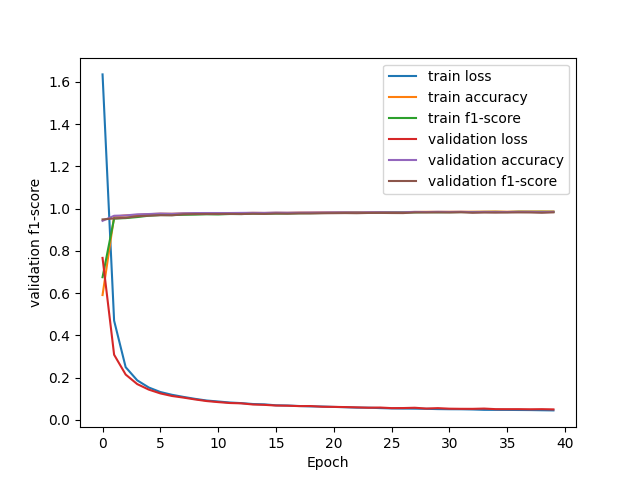 train loss
train accuracy
train f1-score
validation loss
validation accuracy
validation f1-score
validation f1-score
1.6
1.4
1.2
1.0
0.8
0.6
0.4
0.2
0.0
0 5 10 15 20 25 30 35 40
Epoch